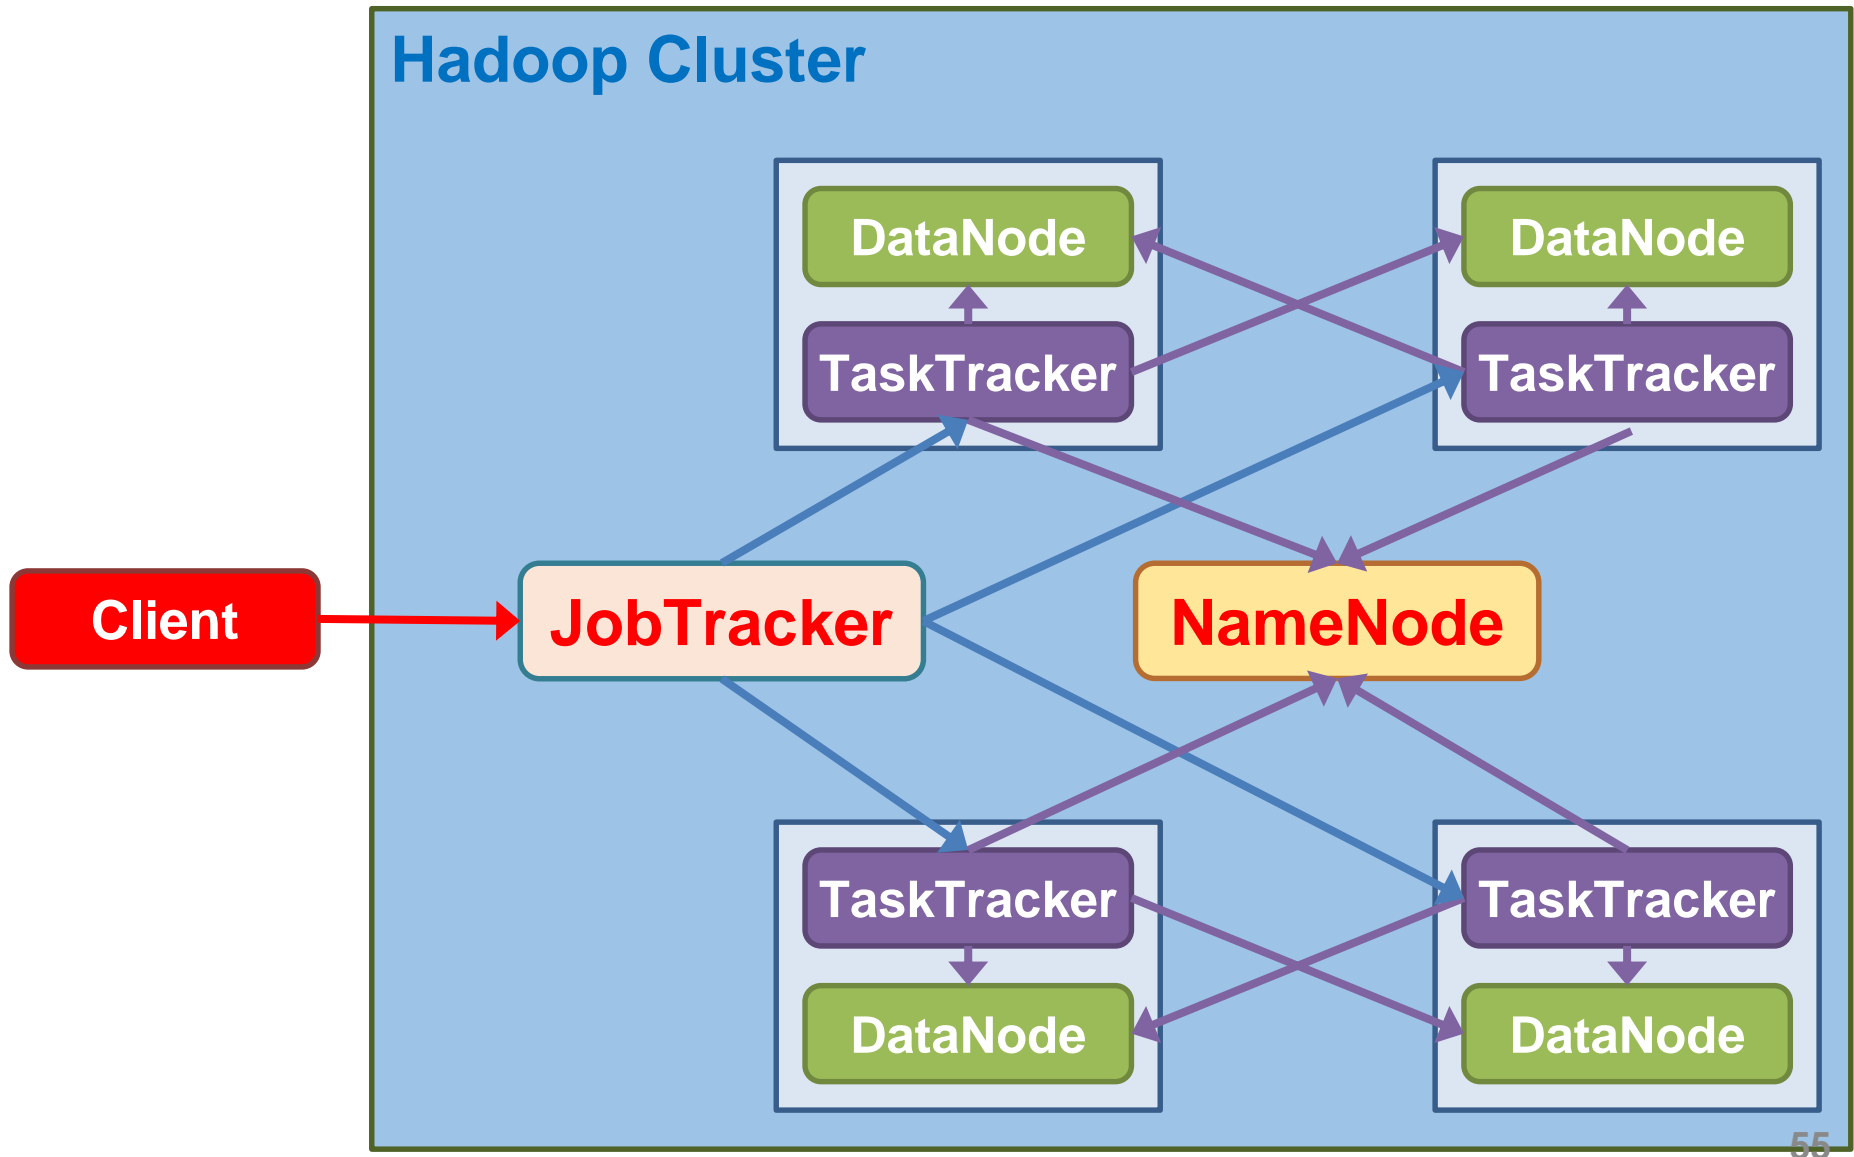 Hadoop Cluster
DataNode
DataNode
TaskTracker
TaskTracker
Client
JobTracker
NameNode
TaskTracker
TaskTracker
DataNode
DataNode
55